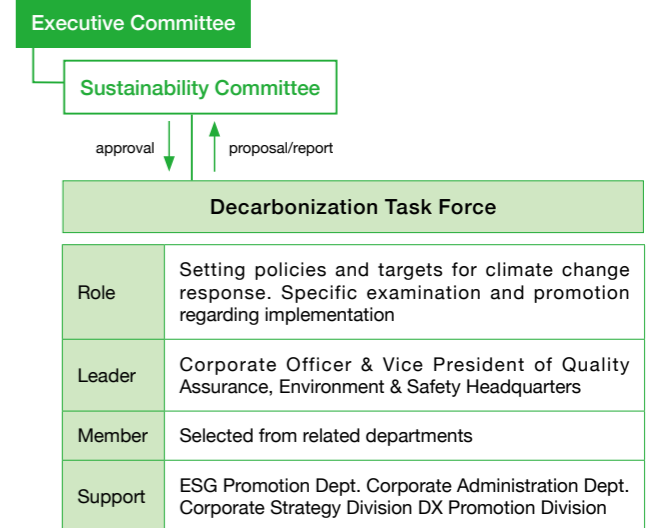 Executive Committee
Sustainability Committee
approval
proposal/report
Decarbonization Task Force
Role
Setting policies and targets for climate change
response. Specific examination and promotion
regarding implementation
Leader
Corporate Officer & Vice President of Quality
Assurance, Environment & Safety Headquarters
Member
Selected from related departments
Support
ESG Promotion Dept. Corporate Administration Dept.
Corporate Strategy Division DX Promotion Division